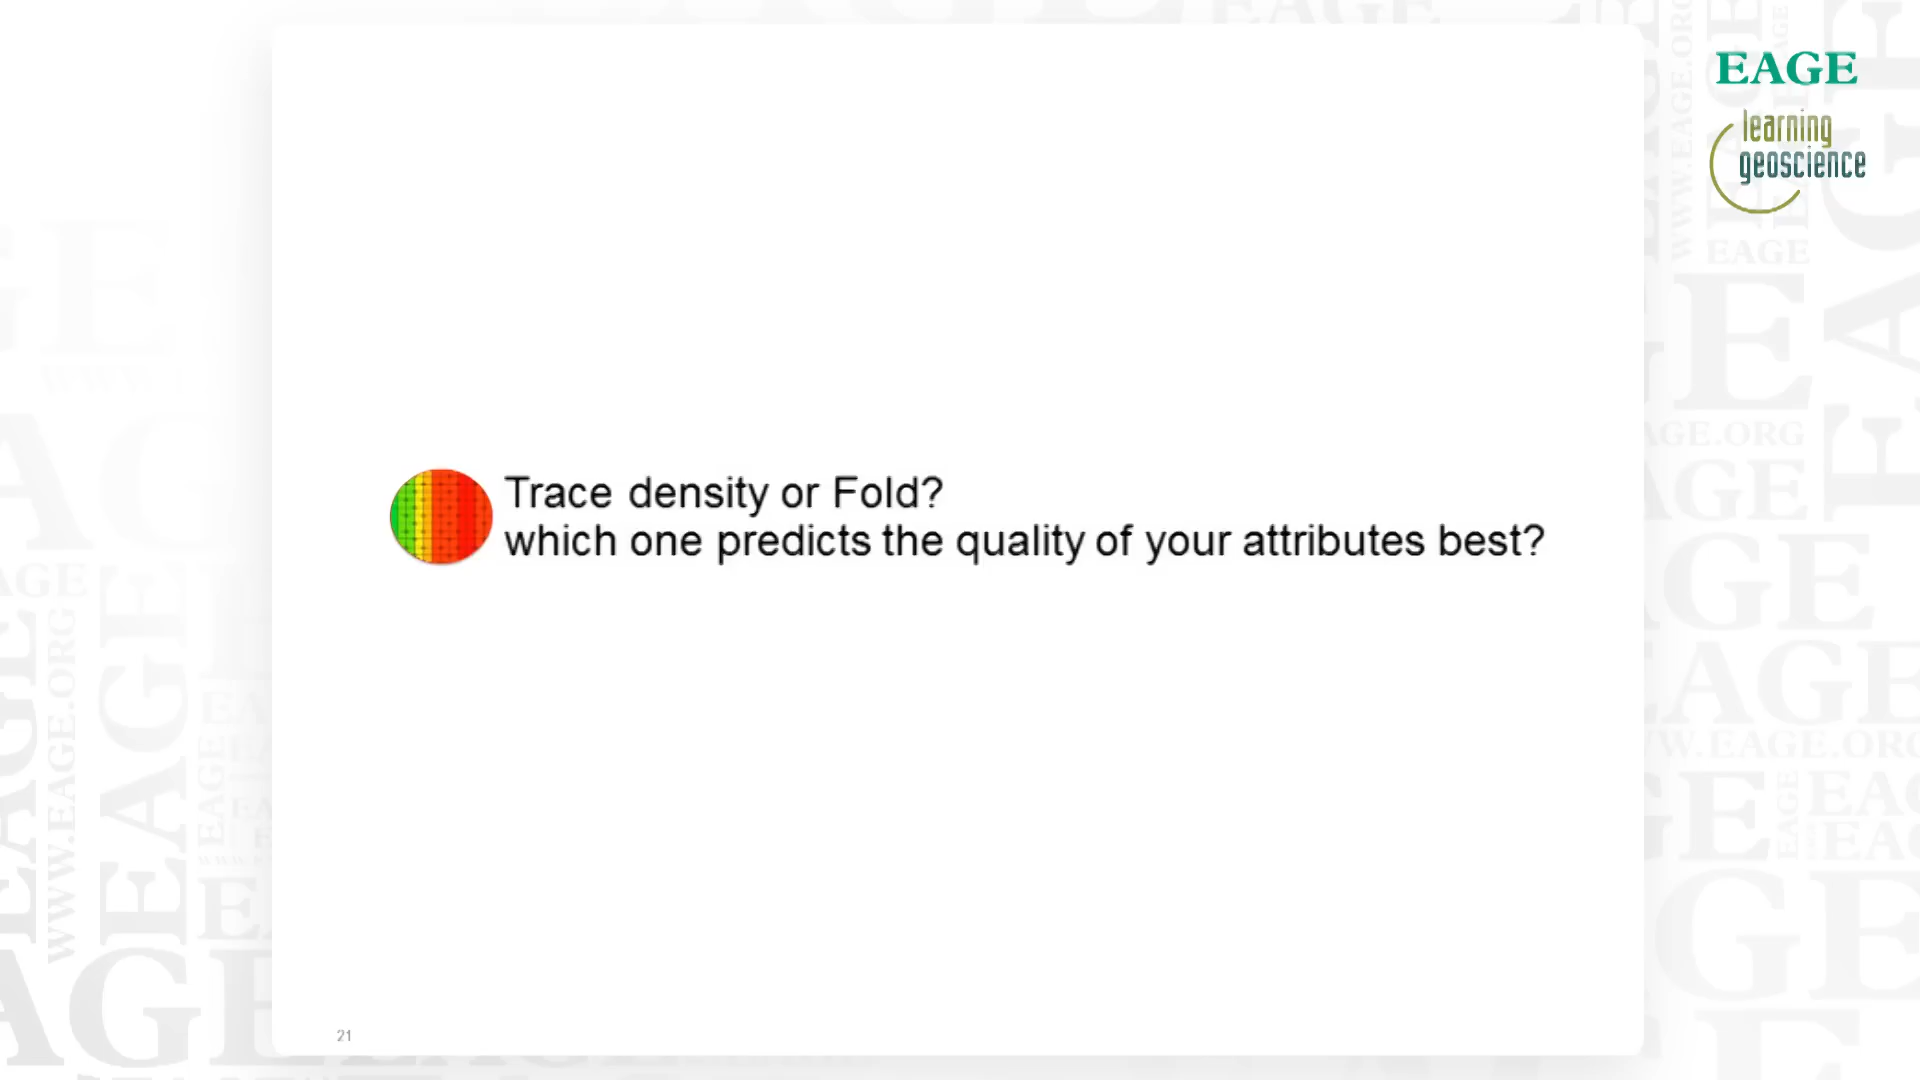 EAGE
learning
geoscience
Trace density or Fold?
which one predicts the quality of your attributes best?
21